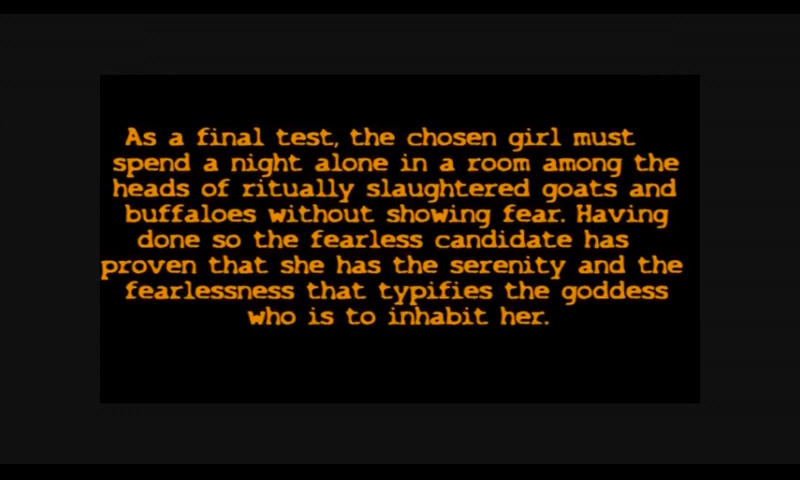 As a final test, the chosen girl must
spend a night alone in a room among the
heads of ritually slaughtered goats and
buffaloes without showing fear. Having
done so the fearless candidate has
proven that she has the serenity and the
fearlessness that typifies the goddess
who is to inhabit her.